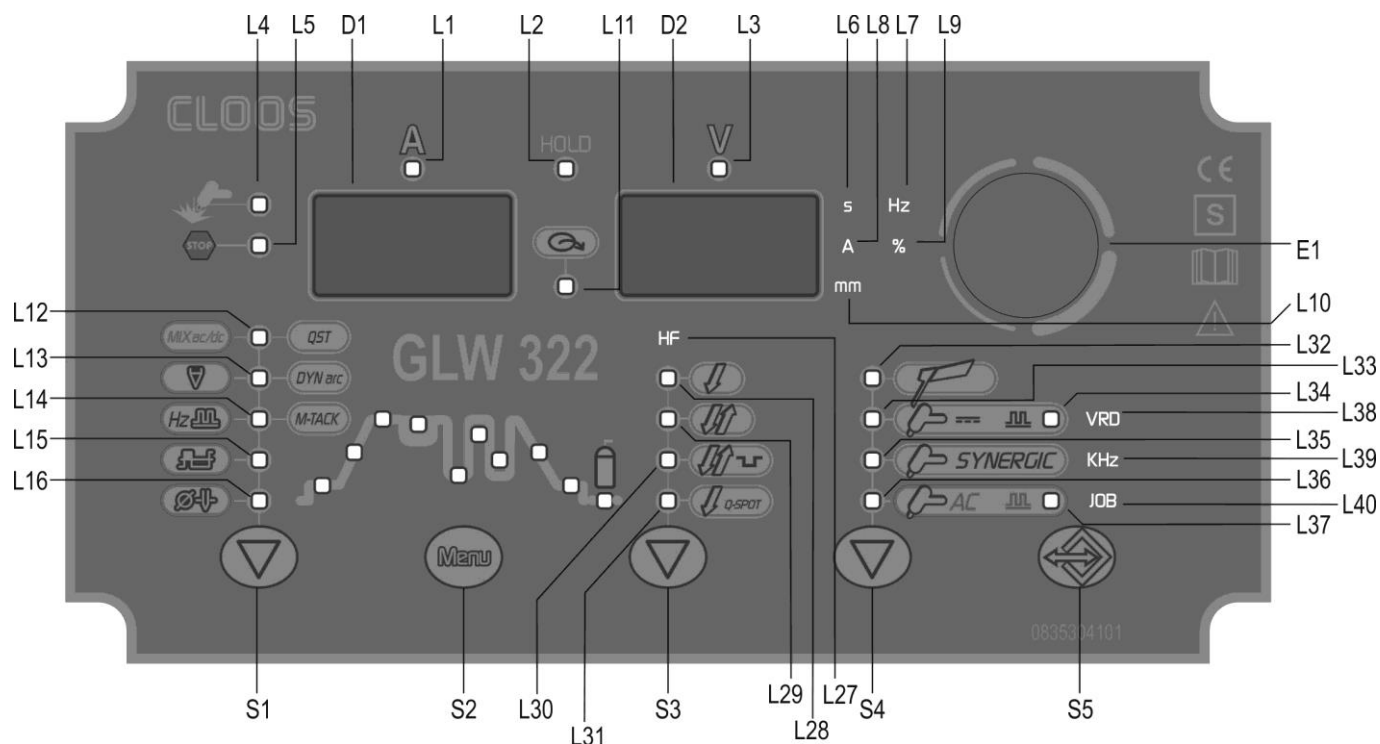 L4 L5 D1 L1 L2 L11 D2 L3 L6 L8 L7 L9
CLOOS
A HOLD V
s Hz
CE
S
STOP
A %
E1
mm
L10
L12
MIX ac/dc QST
GLW 322
HF
L32
L13
DYN arc
L33
L14
Hz M-TACK
L34
VRD
L38
L15
L35
SYNERGIC
KHz
L39
L16
Q-SPOT
L36
AC
JOB
L40
L37
Menu
0835304101
S1 S2 L30 L31 S3 L29 L28 L27 S4 S5